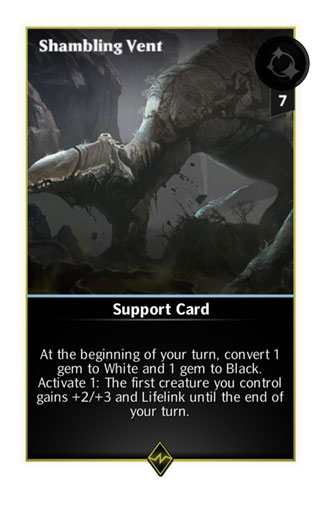 Shambling Vent
7
Support Card
At the beginning of your turn, convert 1
gem to White and 1 gem to Black.
Activate 1: The first creature you control
gains +2/+3 and Lifelink until the end of
your turn.